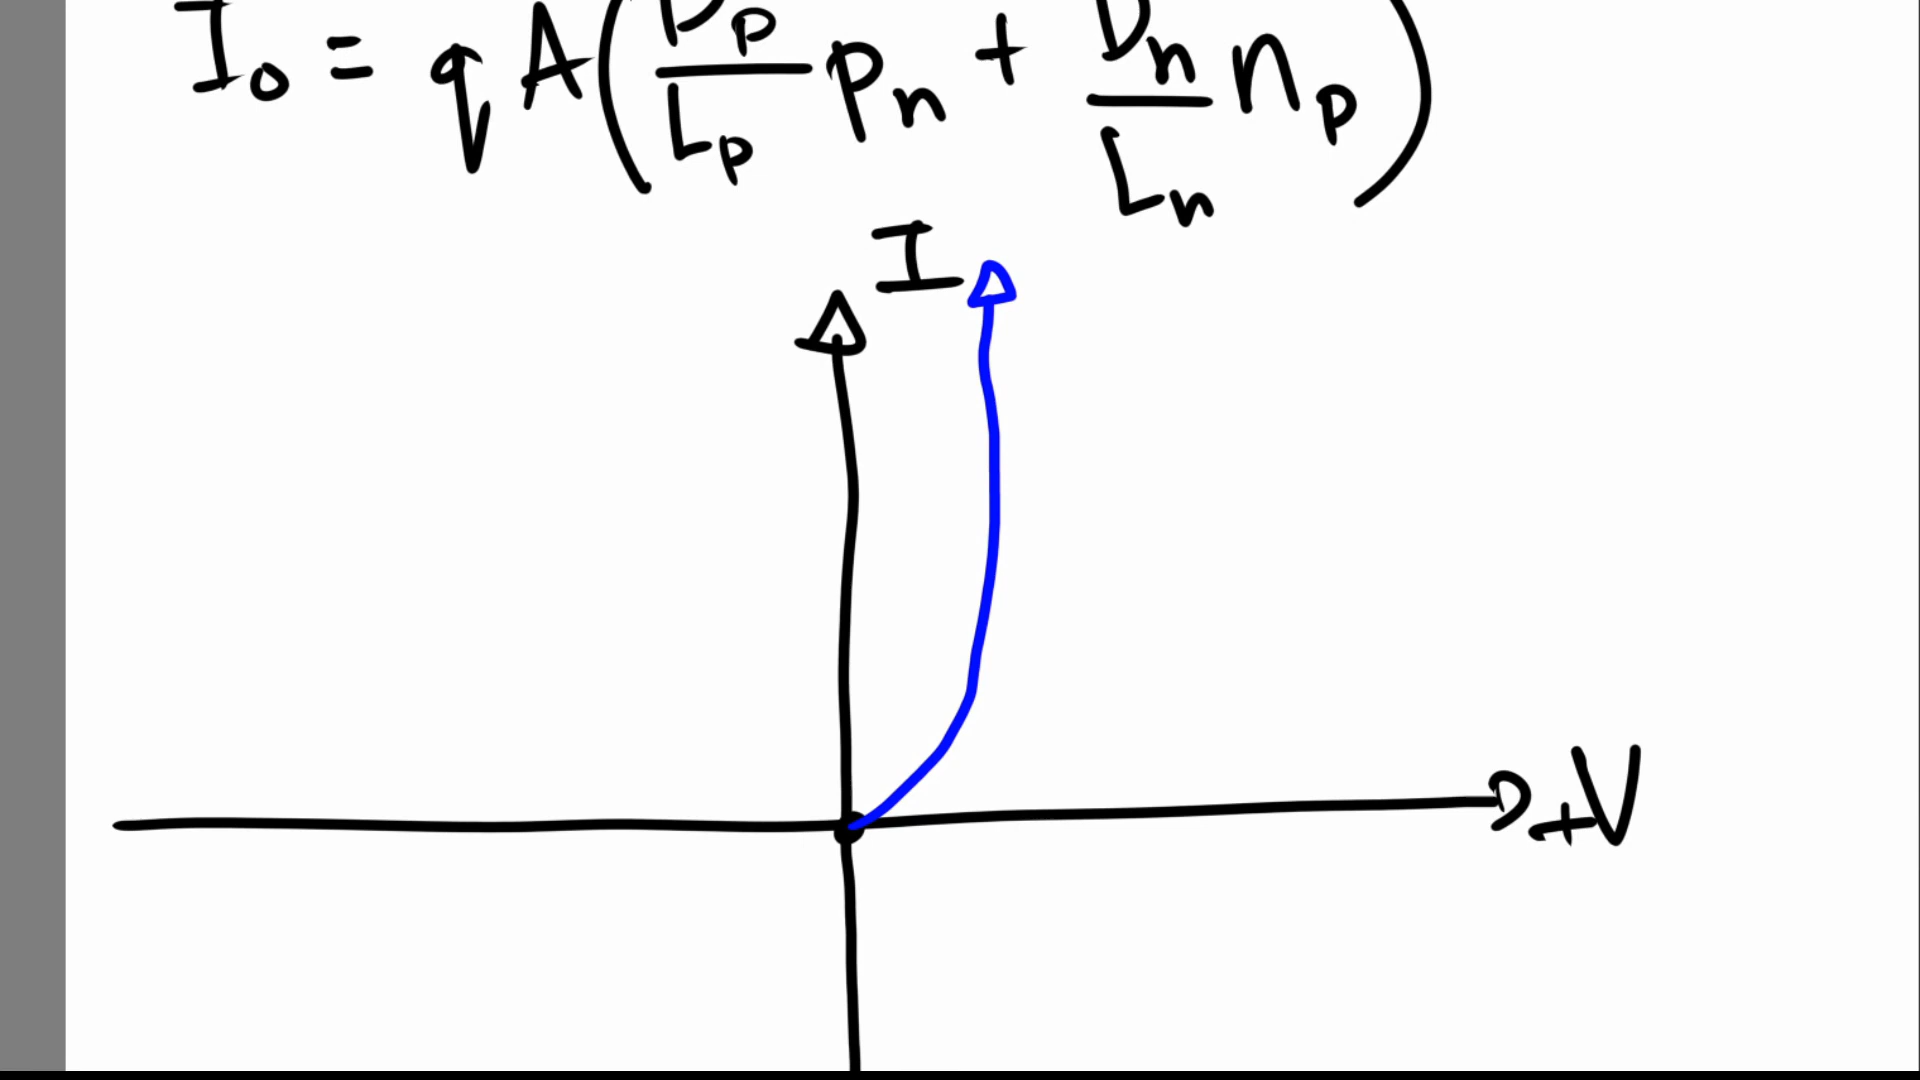 I₀ = qA(Dₚ/Lₚ pₙ + Dₙ/Lₙ nₚ)
I
+V